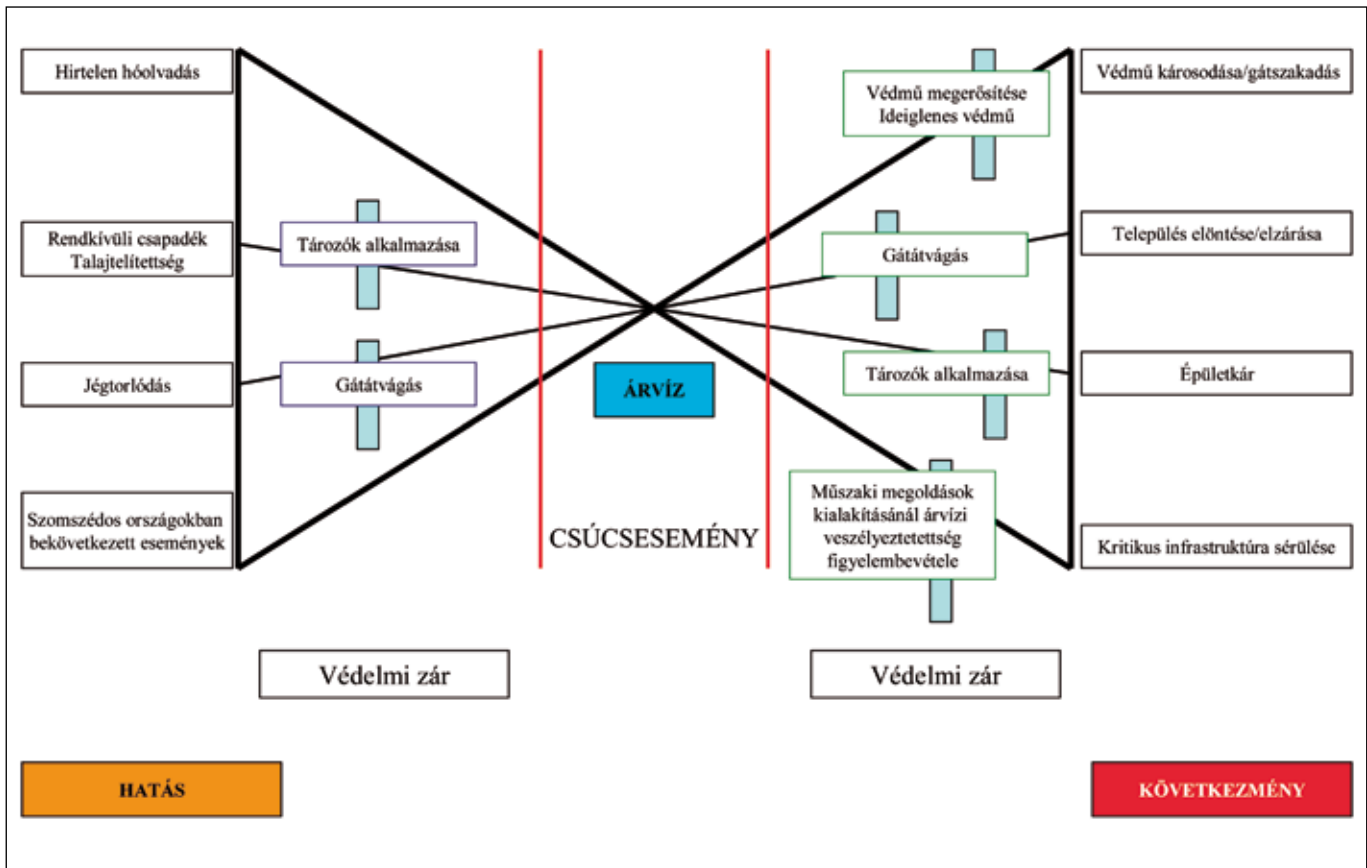 Hirtelen hóolvadás
Rendkívüli csapadék
Talajtelítettség
Jégtorlódás
Szomszédos országokban
bekövetkezett események
Tározók alkalmazása
Gátátvágás
ÁRVÍZ
CSÚCSESEMÉNY
Védmű megerősítése
Ideiglenes védmű
Gátátvágás
Tározók alkalmazása
Műszaki megoldások
kialakításánál árvízi
veszélyeztetettség
figyelembevétele
Védmű károsodása/gátszakadás
Település elöntése/elzárása
Épületkár
Kritikus infrastruktúra sérülése
Védelmi zár
Védelmi zár
HATÁS
KÖVETKEZMÉNY